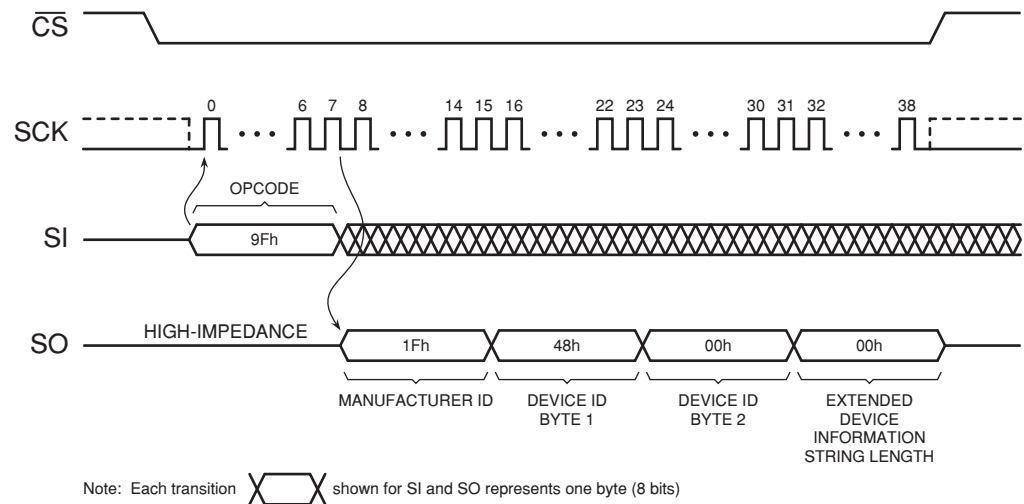 CS
SCK
0 6 7 8 14 15 16 22 23 24 30 31 32 38
OPCODE
SI
9Fh
HIGH-IMPEDANCE
SO
1Fh 48h 00h 00h
MANUFACTURER ID
DEVICE ID
BYTE 1
DEVICE ID
BYTE 2
EXTENDED
DEVICE
INFORMATION
STRING LENGTH
Note: Each transition shown for SI and SO represents one byte (8 bits)